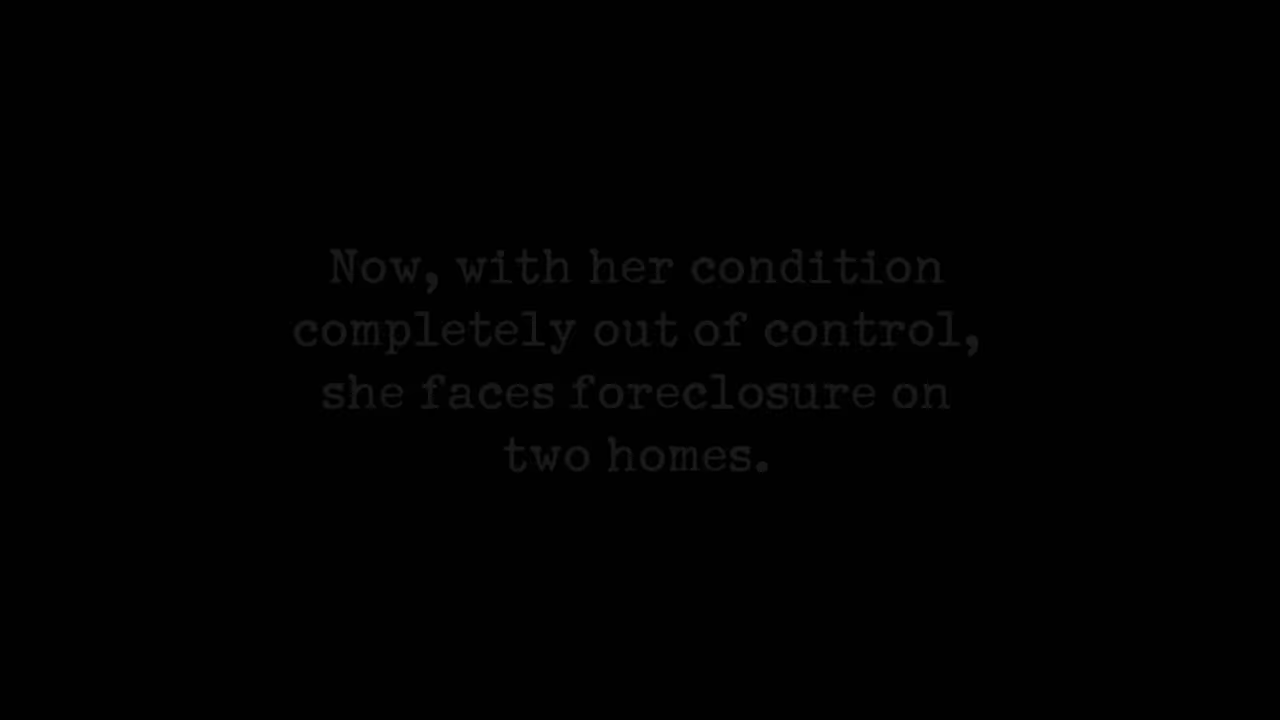 Now, with her condition
completely out of control,
she faces foreclosure on
two homes.